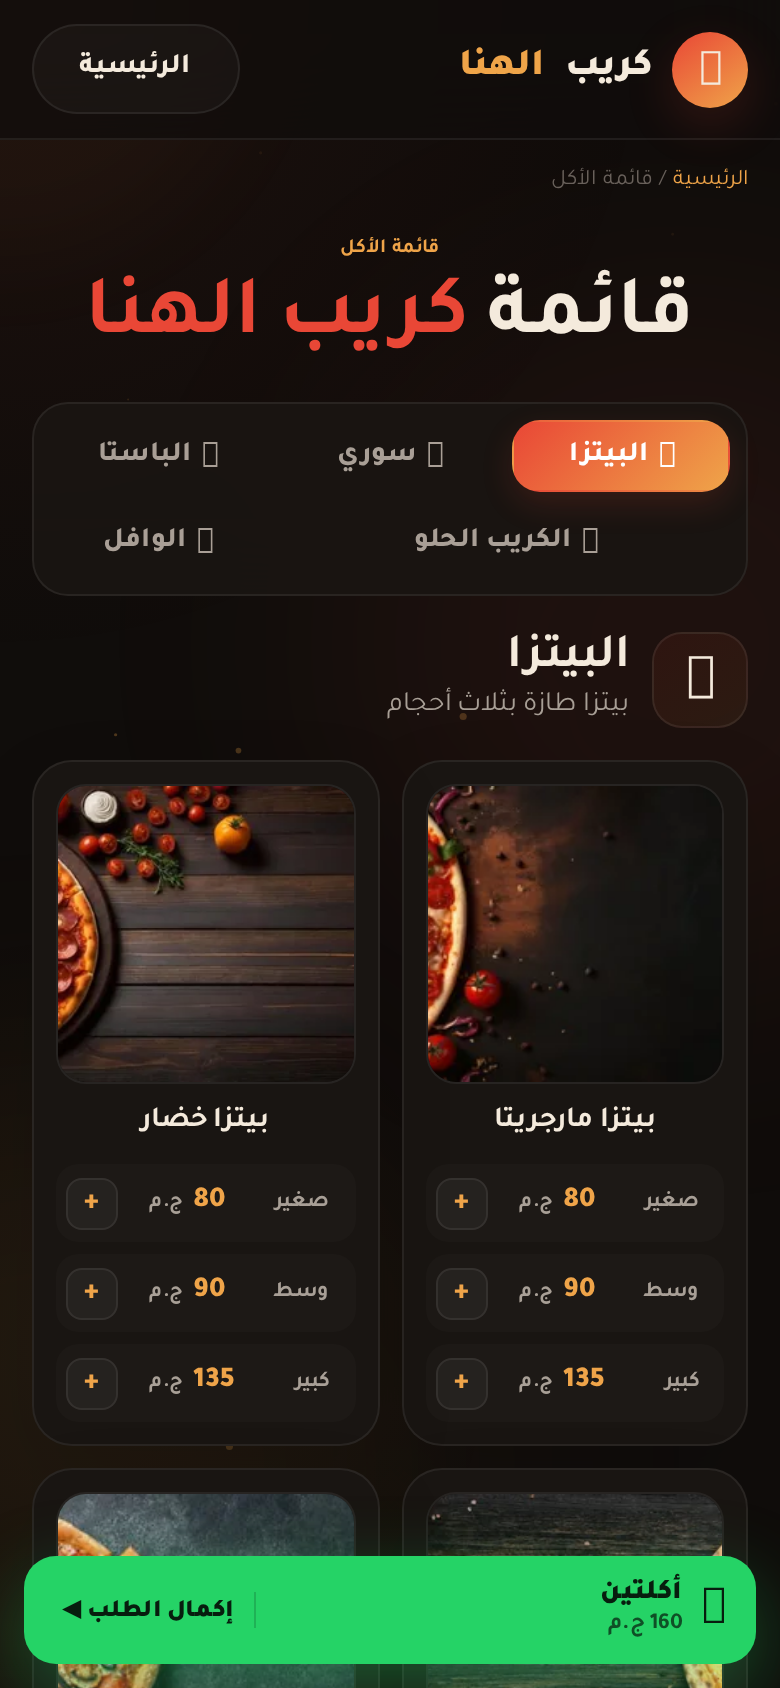 كريب الهنا
الرئيسية
الرئيسية / قائمة الأكل
قائمة الأكل
قائمة كريب الهنا
البيتزا
سوري
الباستا
الكريب الحلو
الوافل
البيتزا
بيتزا طازة بثلاث أحجام
بيتزا مارجريتا
صغير 80 ج.م +
وسط 90 ج.م +
كبير 135 ج.م +
بيتزا خضار
صغير 80 ج.م +
وسط 90 ج.م +
كبير 135 ج.م +
أكلتين
160 ج.م
إكمال الطلب ◀